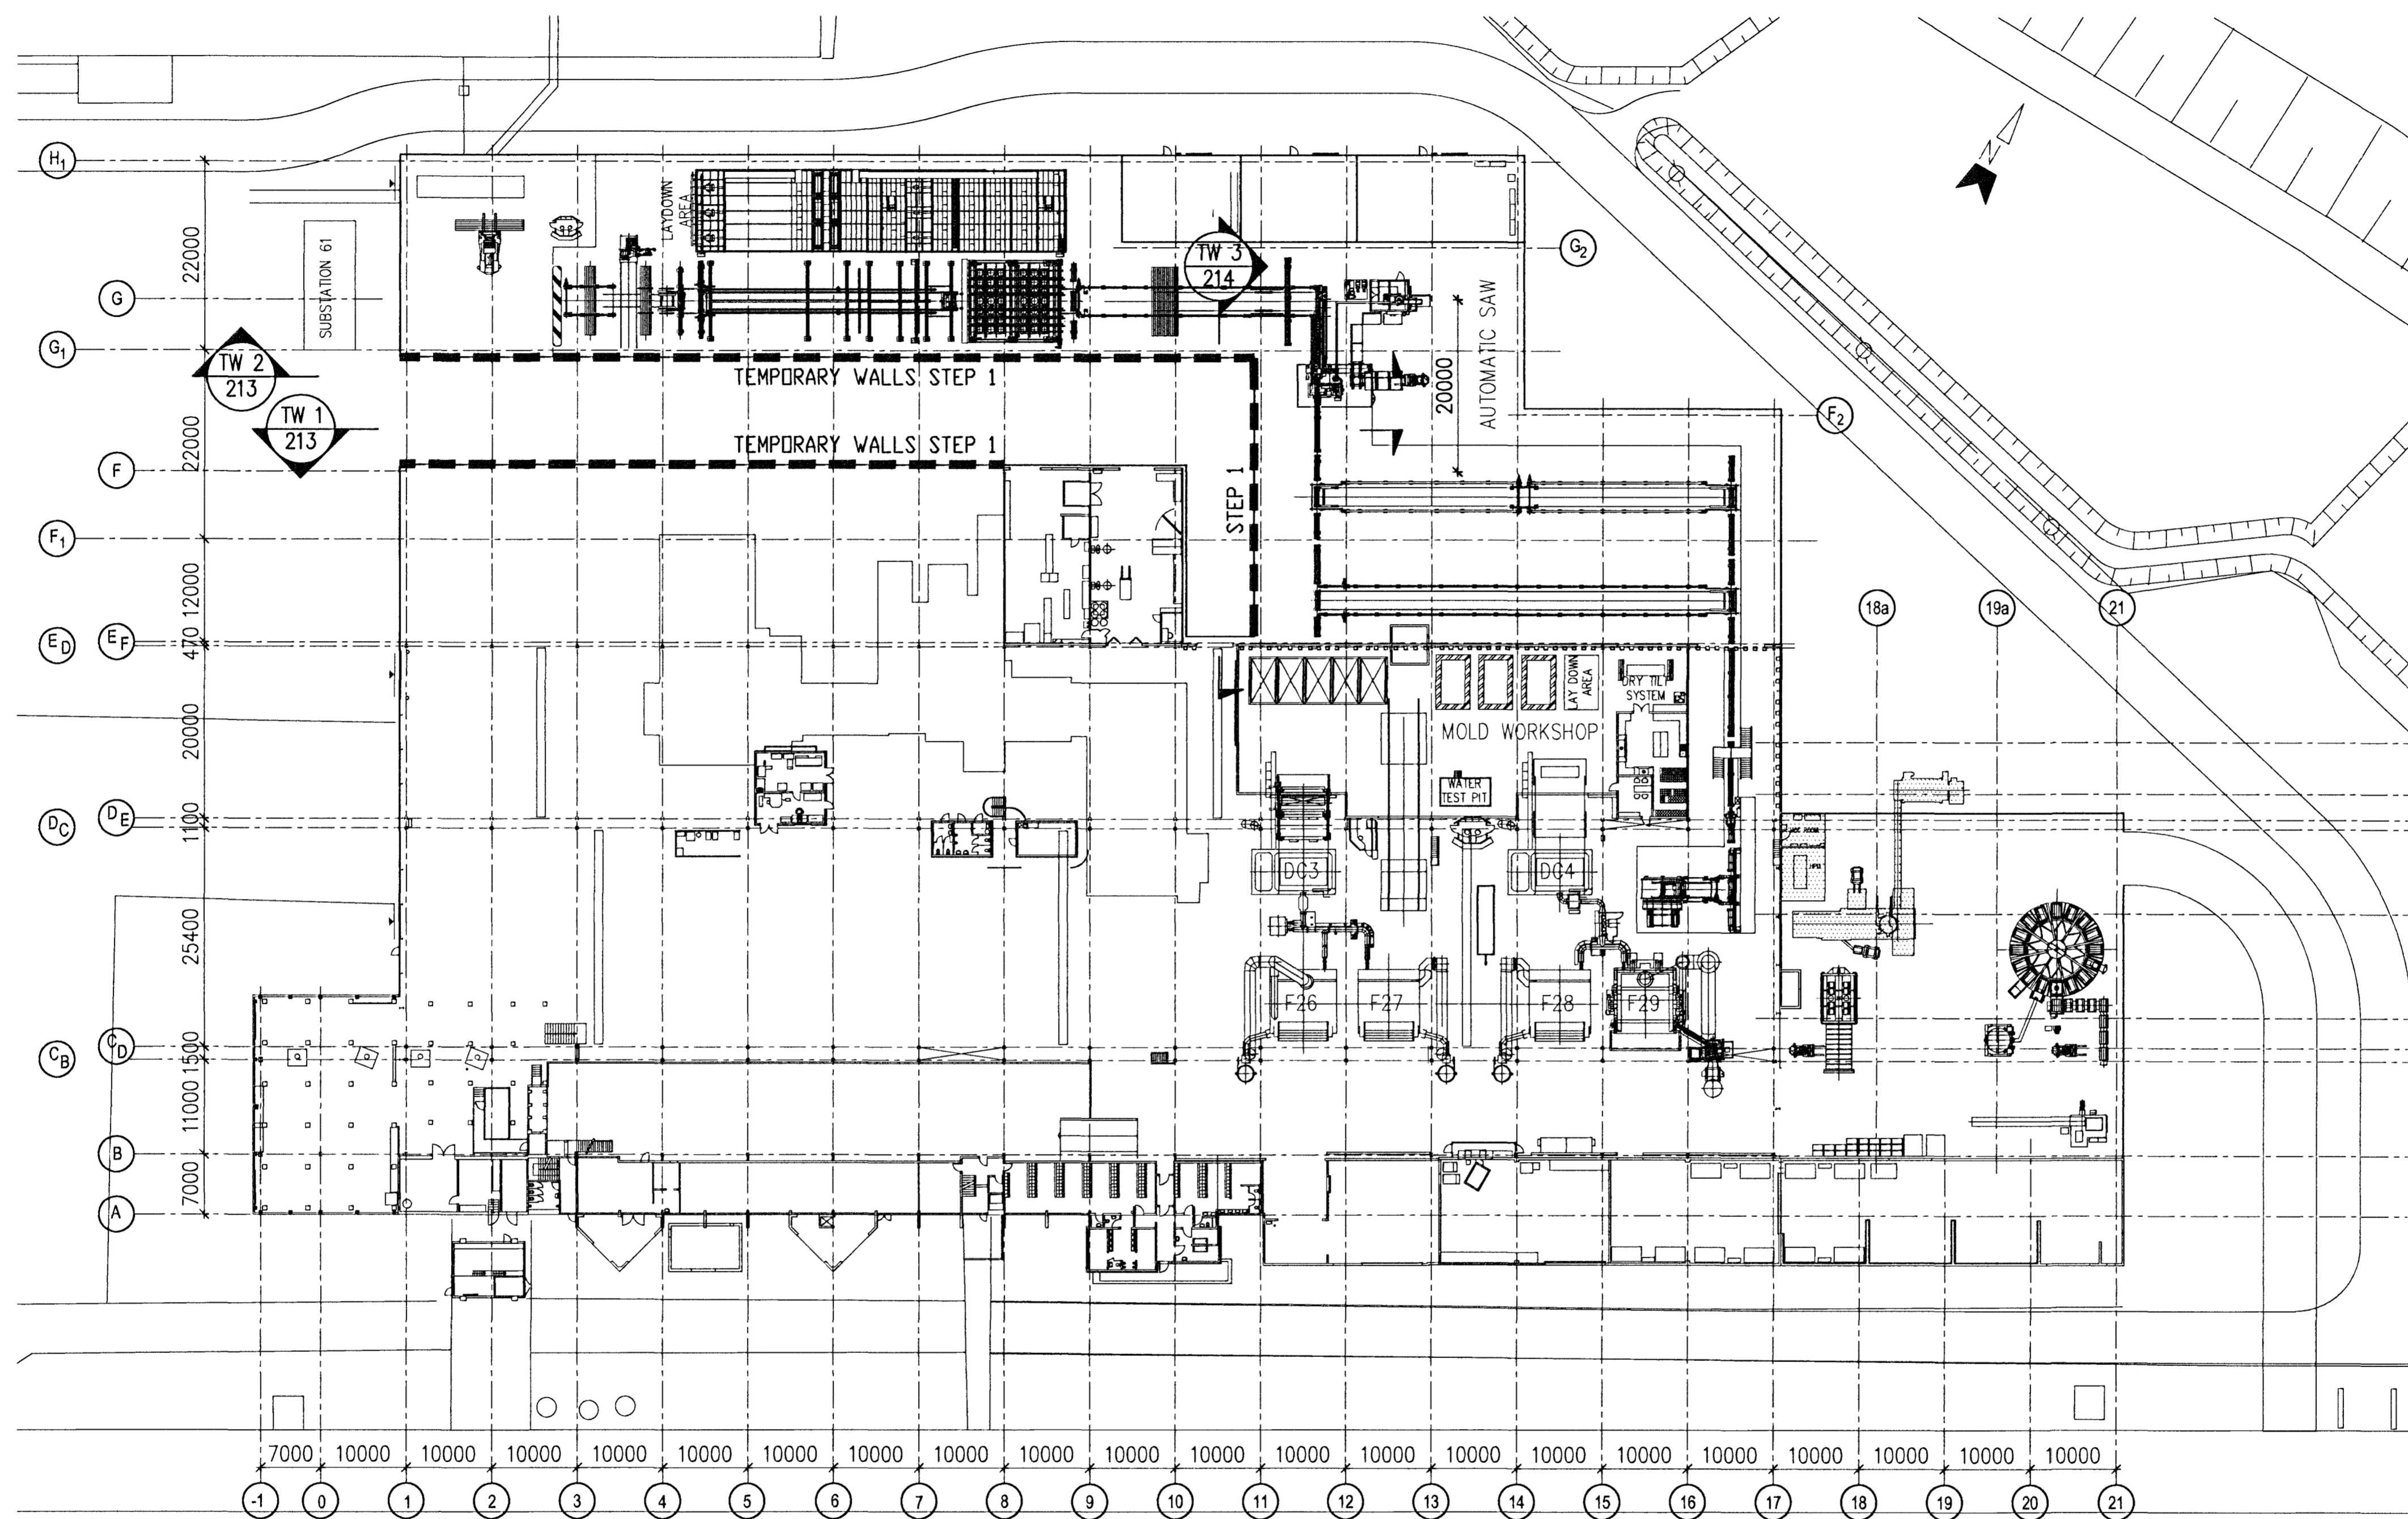 H1
G
G1
F
F1
ED
EF
DC
DE
CB
CD
B
A
22000
22000
12000
470
20000
1100
25400
1500
11000
7000
SUBSTATION 61
TW 2
213
TW 1
213
LAYDOWN
AREA
TW 3
214
G2
F2
N
TEMPORARY WALLS STEP 1
TEMPORARY WALLS STEP 1
STEP 1
20000
AUTOMATIC SAW
18a
19a
21
LAY DOWN
AREA
DRY TILT
SYSTEM
MOLD WORKSHOP
WATER
TEST PIT
DC3
DC4
F26
F27
F28
F29
7000 10000 10000 10000 10000 10000 10000 10000 10000 10000 10000 10000 10000 10000 10000 10000 10000 10000 10000 10000 10000 10000
-1 0 1 2 3 4 5 6 7 8 9 10 11 12 13 14 15 16 17 18 19 20 21